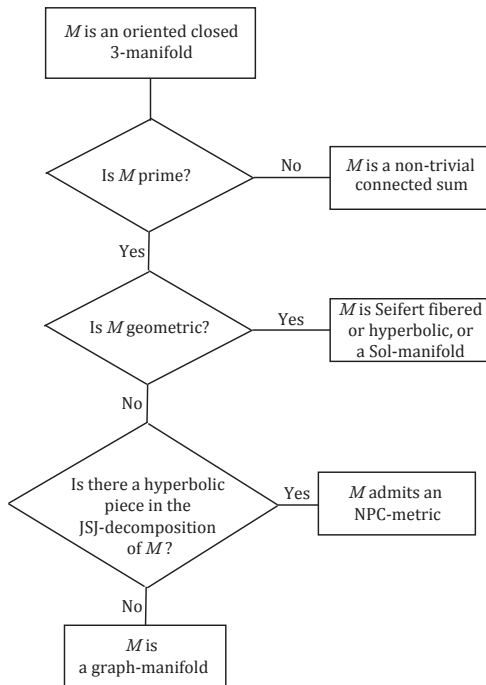 M is an oriented closed
3-manifold
Is M prime?
No
M is a non-trivial
connected sum
Yes
Is M geometric?
Yes
M is Seifert fibered
or hyperbolic, or
a Sol-manifold
No
Is there a hyperbolic
piece in the
JSJ-decomposition
of M ?
Yes
M admits an
NPC-metric
No
M is
a graph-manifold